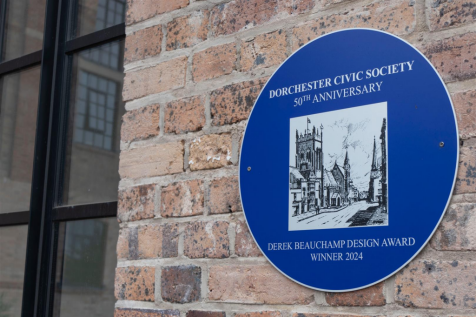 DORCHESTER CIVIC SOCIETY
50TH ANNIVERSARY
DEREK BEAUCHAMP DESIGN AWARD
WINNER 2024